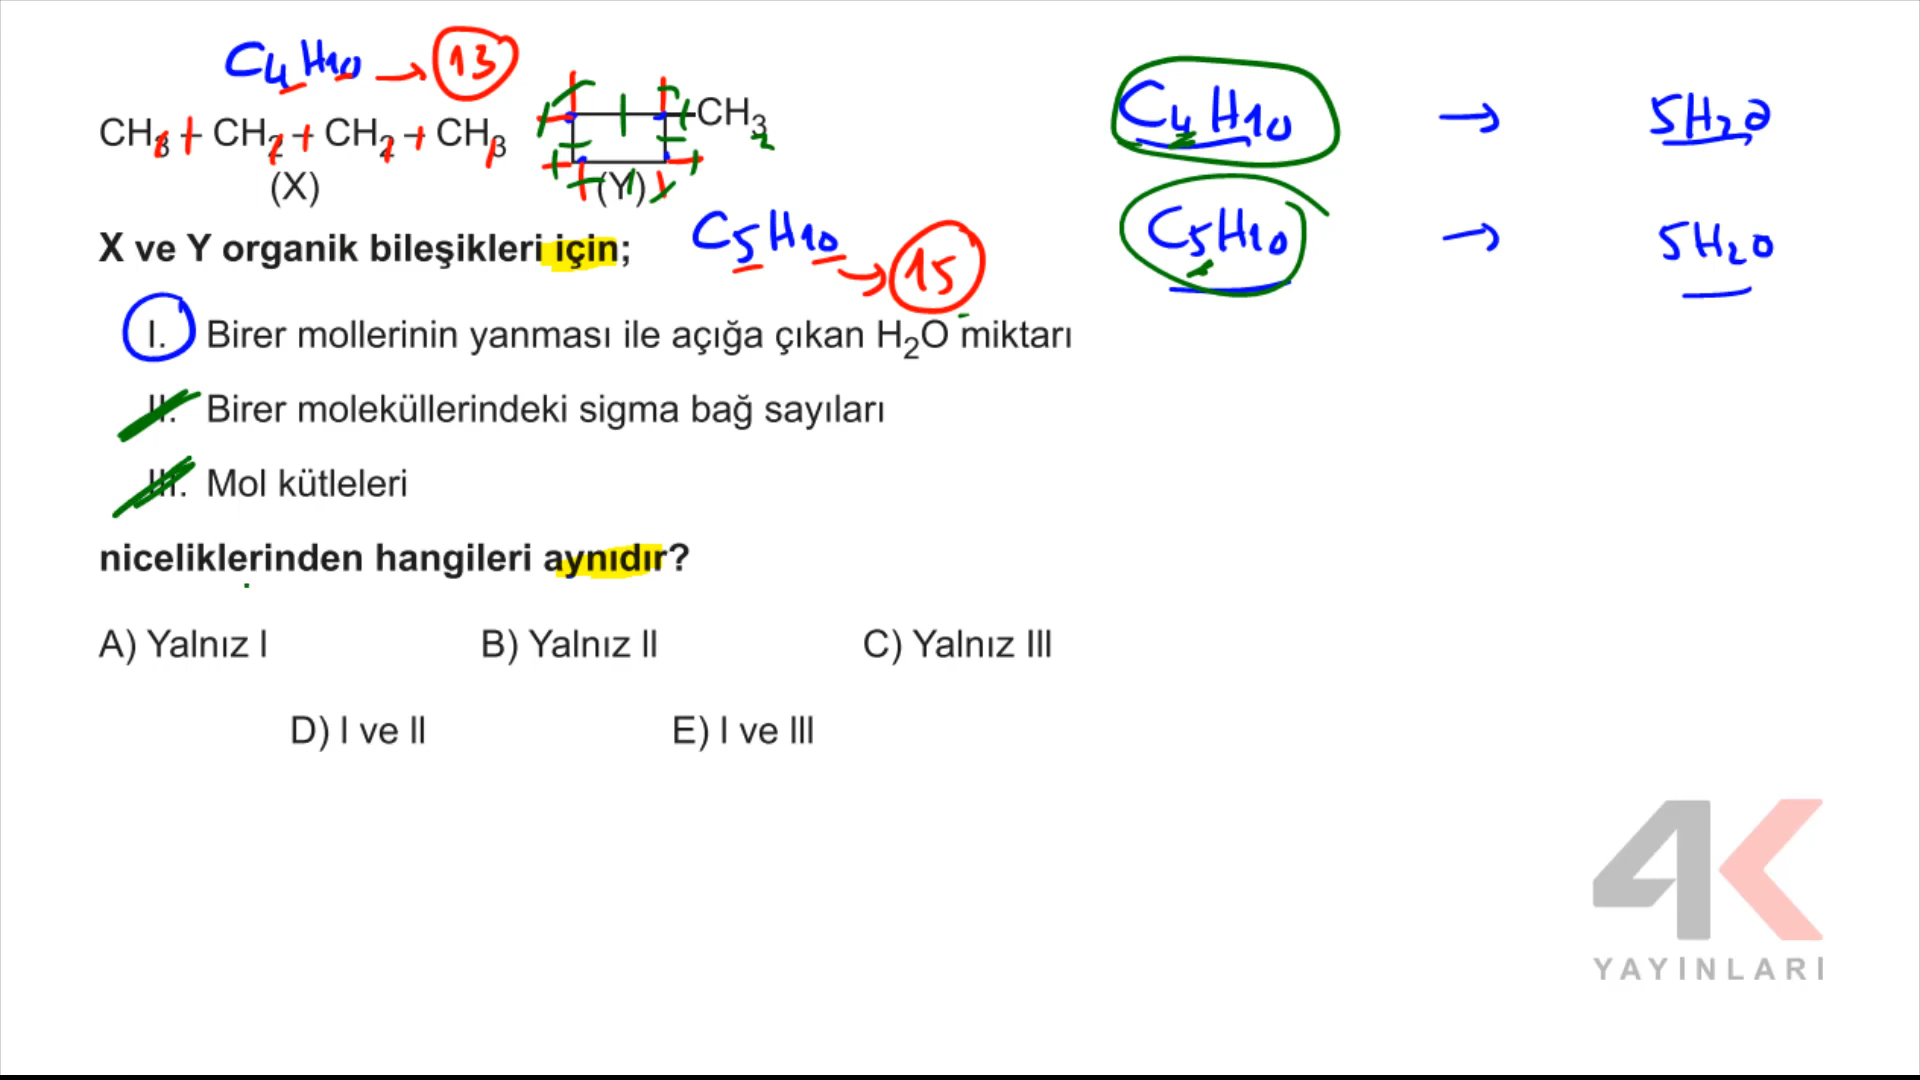 C₄H₁₀ → 13
CH₃ – CH₂ – CH₂ – CH₃
(X)
CH₃
2
(Y)
C₄H₁₀ → 5H₂O
C₅H₁₀ → 5H₂O
X ve Y organik bileşikleri için;
C₅H₁₀ → 15
I. Birer mollerinin yanması ile açığa çıkan H₂O miktarı
II. Birer moleküllerindeki sigma bağ sayıları
III. Mol kütleleri
niceliklerinden hangileri aynıdır?
A) Yalnız I B) Yalnız II C) Yalnız III
D) I ve II E) I ve III
4K
YAYINLARI